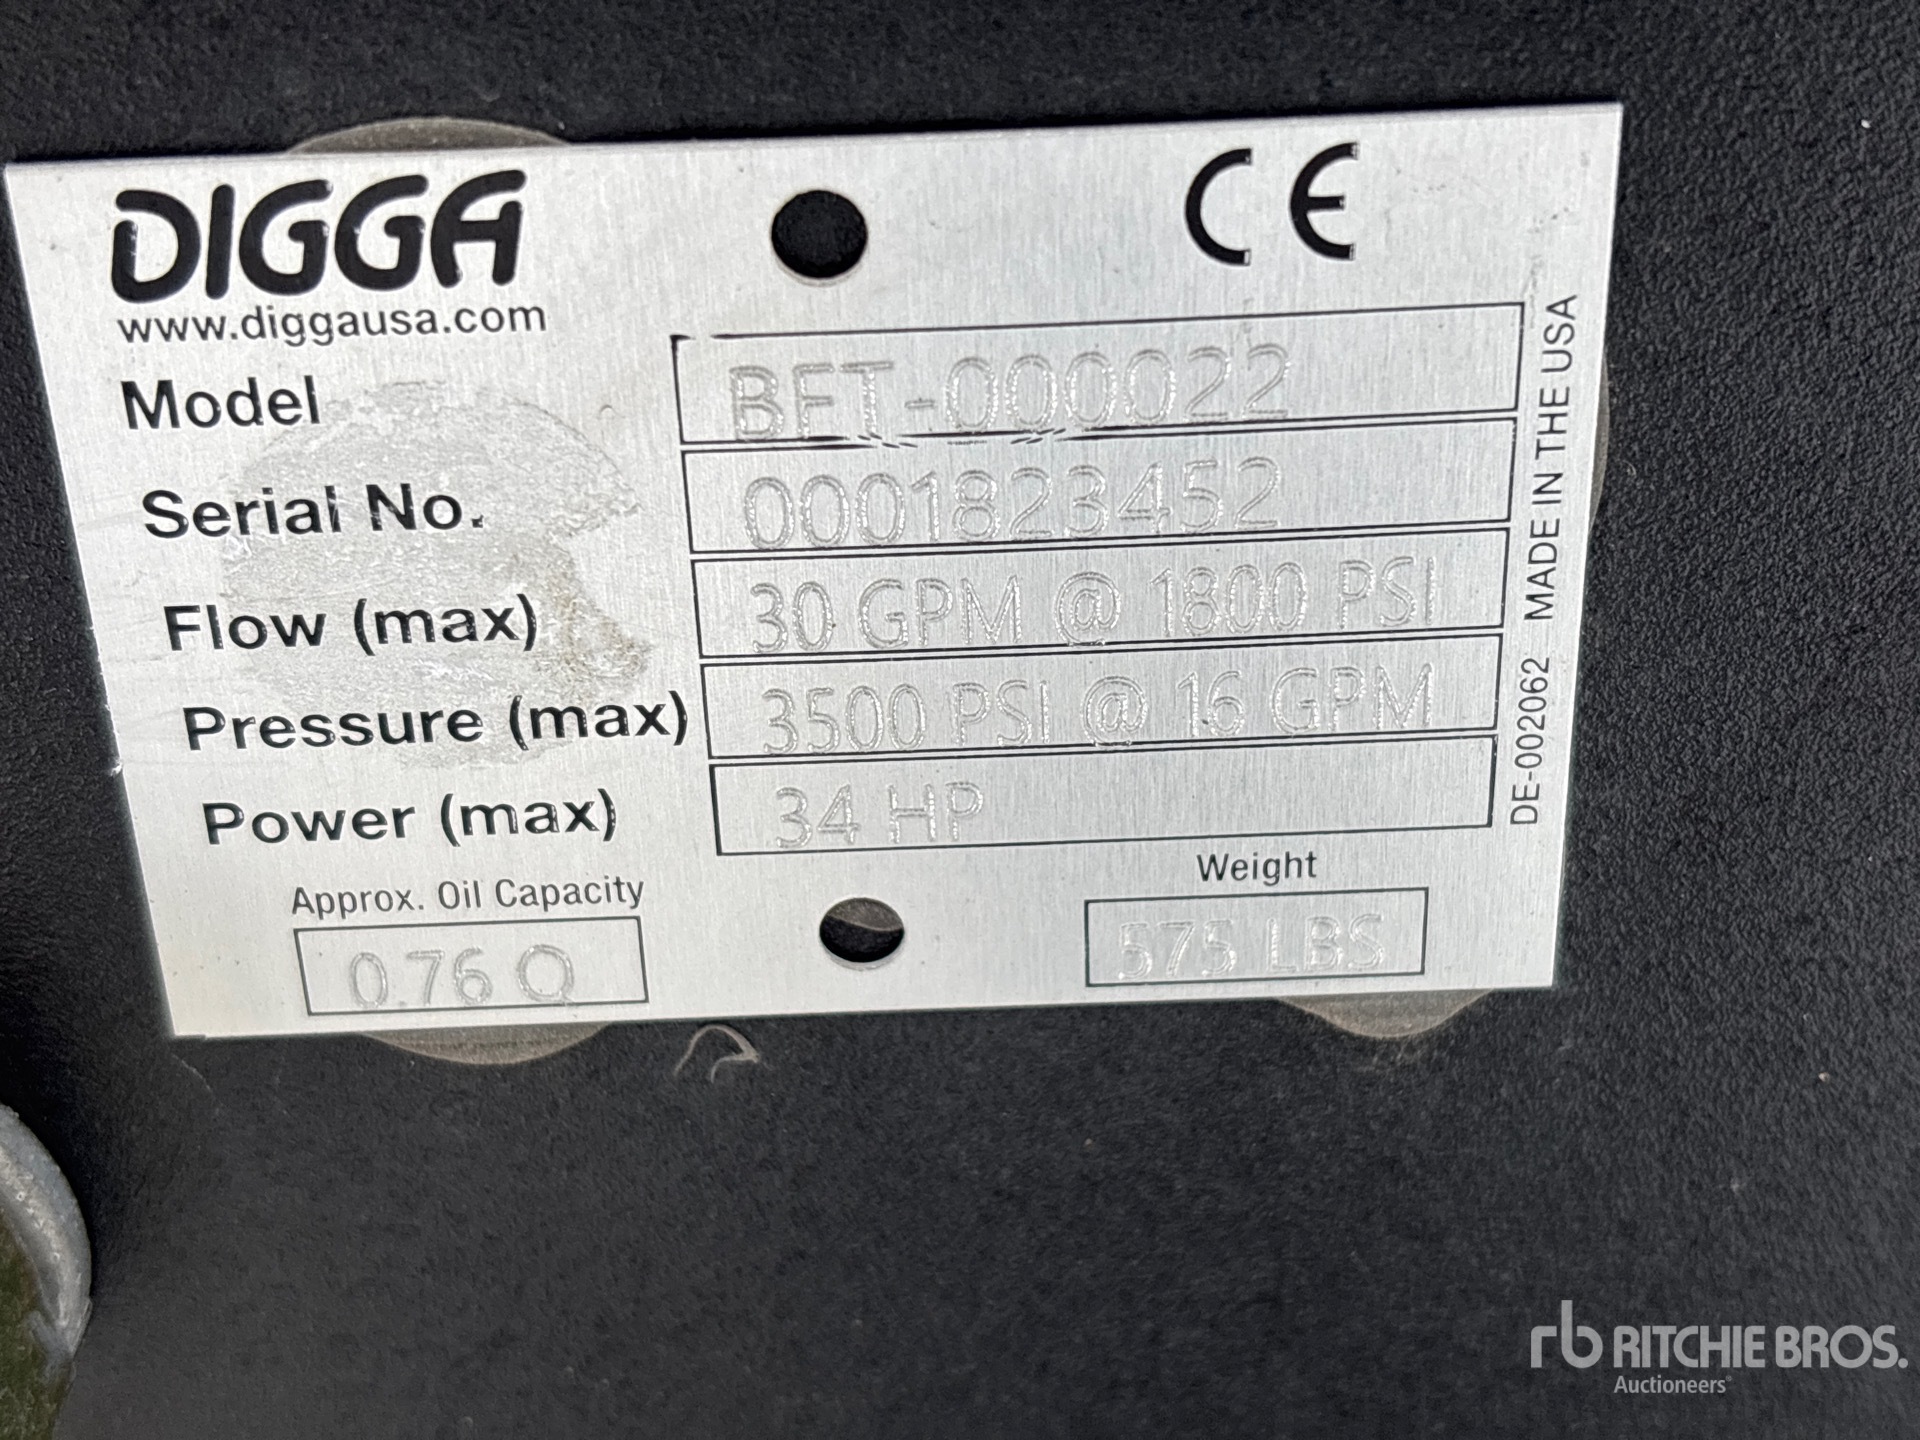 DIGGA
CE
www.diggausa.com
Model BFT-000022
Serial No. 0001823452
Flow (max) 30 GPM @ 1800 PSI
Pressure (max) 3500 PSI @ 16 GPM
Power (max) 34 HP
DE-002062 MADE IN THE USA
Approx. Oil Capacity
0.76 Q
Weight
575 LBS
rb RITCHIE BROS.
Auctioneers